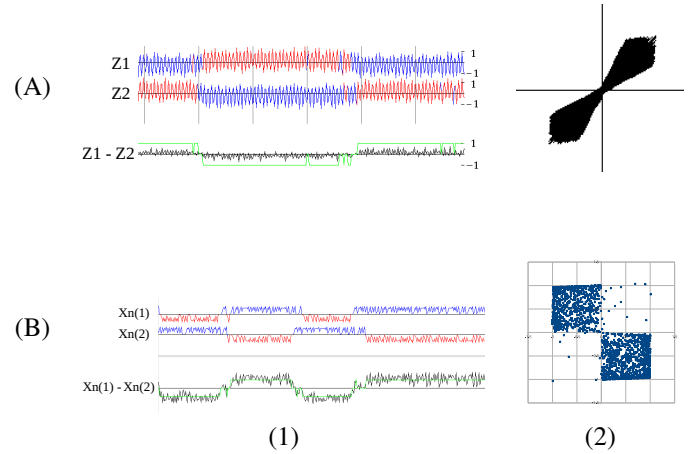 (A)
Z1
1
−1
Z2
1
−1
Z1 - Z2
1
−1
(B)
Xn(1)
Xn(2)
Xn(1) - Xn(2)
(1)
(2)